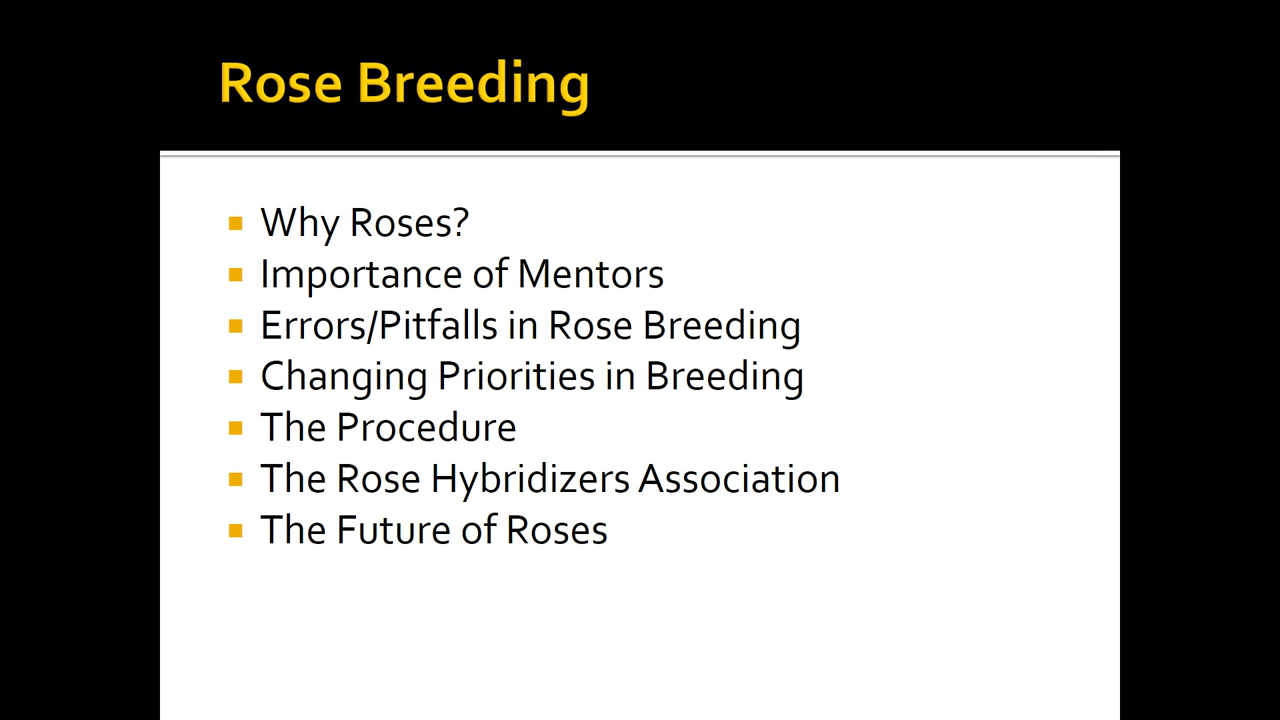 Rose Breeding
Why Roses?
Importance of Mentors
Errors/Pitfalls in Rose Breeding
Changing Priorities in Breeding
The Procedure
The Rose Hybridizers Association
The Future of Roses